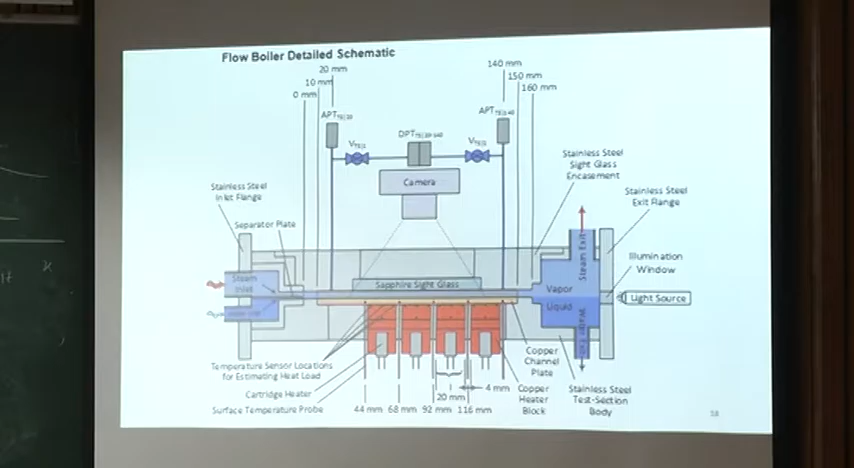 Flow Boiler Detailed Schematic
140 mm
20 mm
150 mm
10 mm
160 mm
0 mm
APT
APT
DPT
Camera
Stainless Steel
Sight Glass
Encasement
Stainless Steel
Inlet Flange
Stainless Steel
Exit Flange
Separator Plate
Steam Exit
Illumination
Window
Steam
Inlet
Sapphire Sight Glass
Vapor
Liquid
Light Source
Temperature Sensor Locations
for Estimating Heat Load
Copper
Channel
Plate
Cartridge Heater
Surface Temperature Probe
20 mm
4 mm
Copper
Heater
Block
Stainless Steel
Test-Section
Body
44 mm
68 mm
92 mm
116 mm